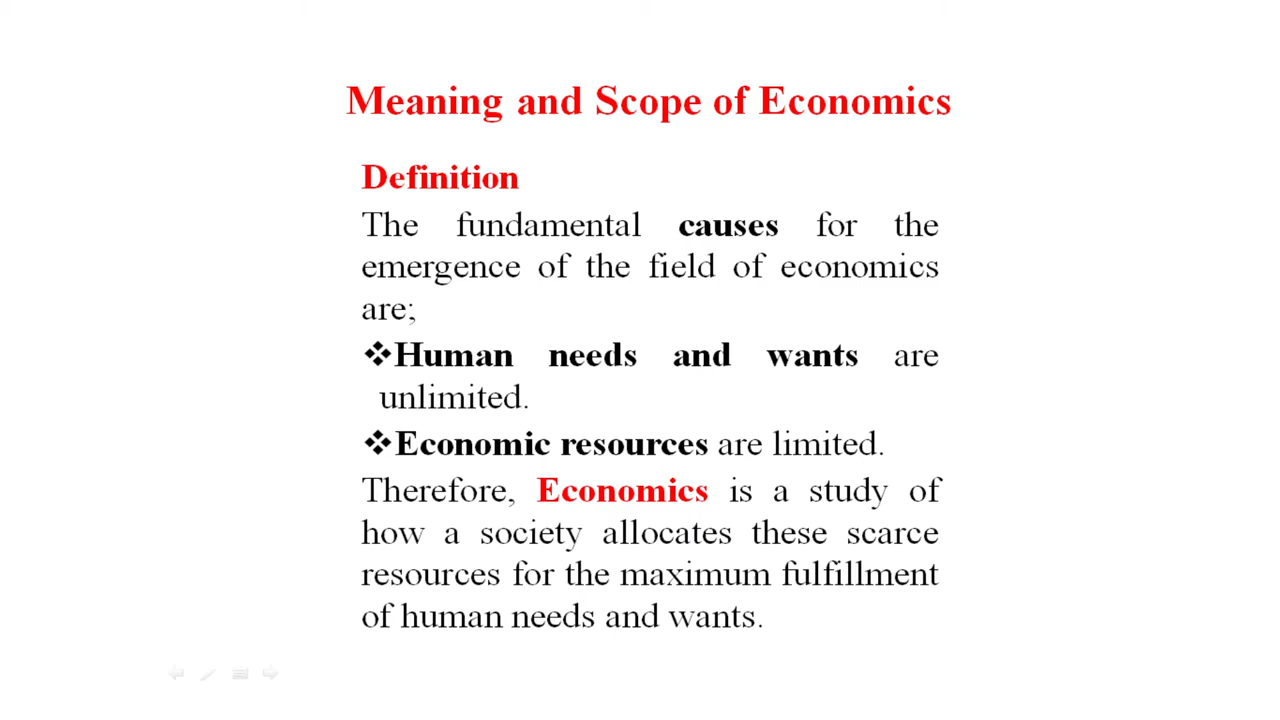 Meaning and Scope of Economics
Definition
The fundamental causes for the
emergence of the field of economics
are;
❖Human needs and wants are
unlimited.
❖Economic resources are limited.
Therefore, Economics is a study of
how a society allocates these scarce
resources for the maximum fulfillment
of human needs and wants.